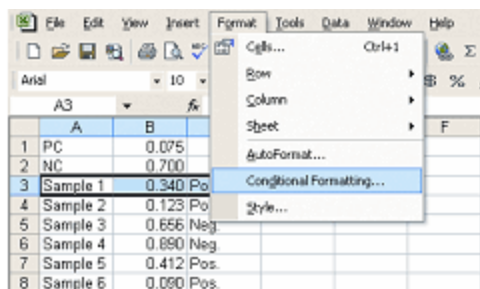 File Edit View Insert Format Tools Data Window Help
Cells... Ctrl+1
Arial 10 Row $ %
A3 fx Column
Sheet
A B F
AutoFormat...
1 PC 0.075
2 NC 0.700
Conditional Formatting...
3 Sample 1 0.340 Po
4 Sample 2 0.123 Po
Style...
5 Sample 3 0.656 Neg.
6 Sample 4 0.890 Neg.
7 Sample 5 0.412 Pos.
8 Sample 6 0.090 Pos.